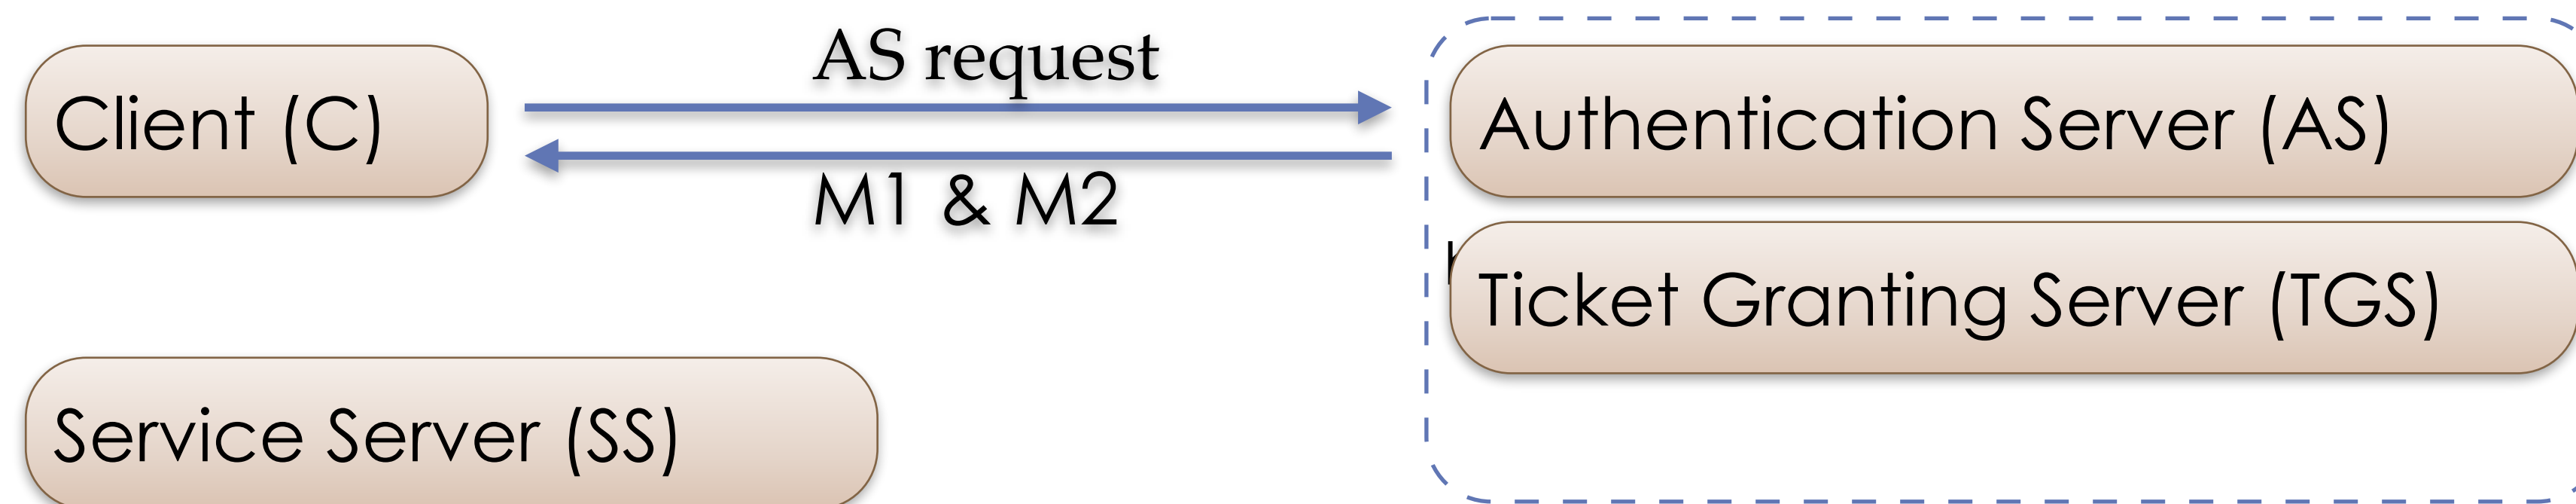 AS request
Client (C)
Authentication Server (AS)
M1 & M2
Ticket Granting Server (TGS)
Service Server (SS)